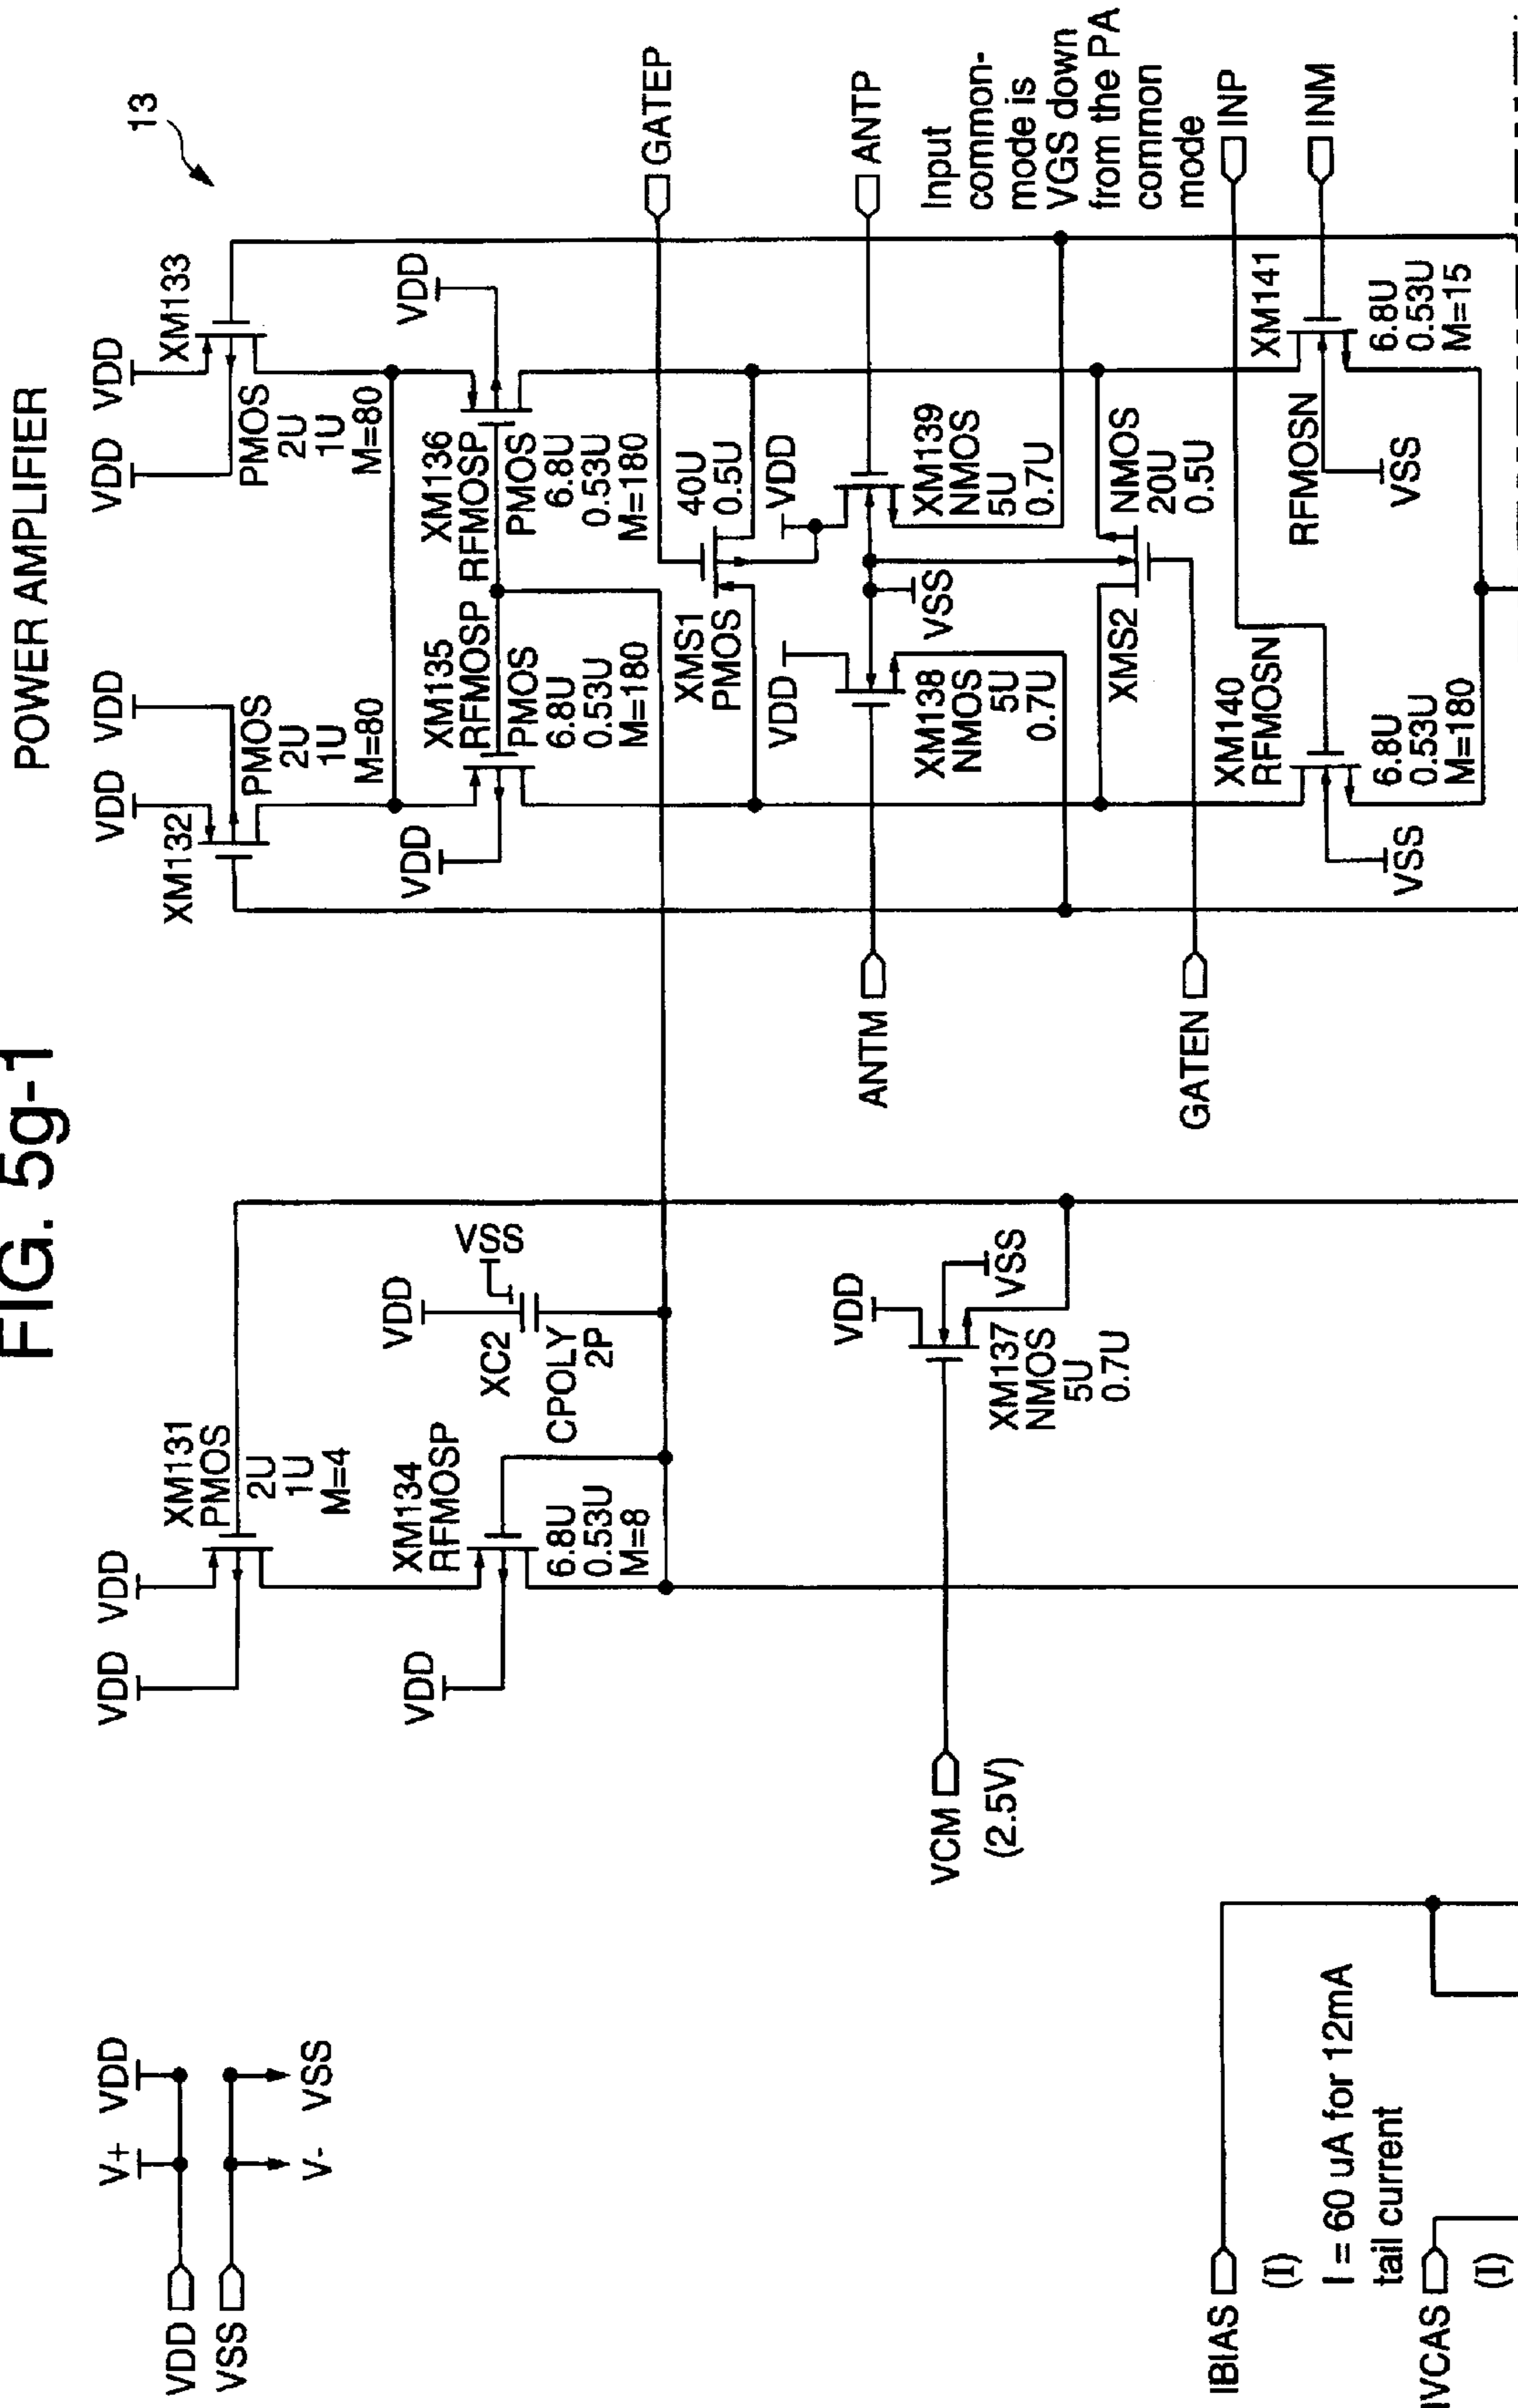 FIG. 5g-1
POWER AMPLIFIER
13
VDD
V+
VDD
VSS
V-
VSS
VDD
VDD
XM131
PMOS
2U
1U
M=4
VDD
XM134
RFMOSP
6.8U
0.53U
M=8
VDD
VSS
XC2
CPOLY
2P
VCM
(2.5V)
VDD
VSS
XM137
NMOS
5U
0.7U
IBIAS
(I)
I = 60 uA for 12mA
tail current
IVCAS
(I)
VDD
VDD
XM132
PMOS
2U
1U
M=80
VDD
VDD
XM133
PMOS
2U
1U
M=80
VDD
XM135
RFMOSP
PMOS
6.8U
0.53U
M=180
VDD
XM136
RFMOSP
PMOS
6.8U
0.53U
M=180
GATEP
XMS1
PMOS
40U
0.5U
VDD
VDD
ANTM
ANTP
XM138
NMOS
5U
0.7U
VSS
XM139
NMOS
5U
0.7U
GATEN
XMS2
NMOS
20U
0.5U
Input
common-
mode is
VGS down
from the PA
common
mode
INP
INM
XM140
RFMOSN
6.8U
0.53U
M=180
VSS
XM141
RFMOSN
6.8U
0.53U
M=15
VSS